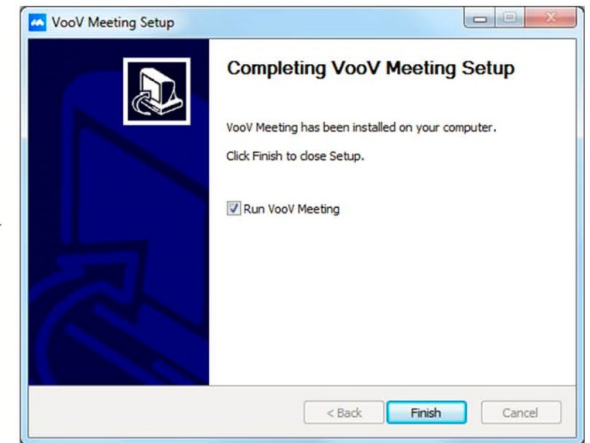 VooV Meeting Setup
Completing VooV Meeting Setup
VooV Meeting has been installed on your computer.
Click Finish to close Setup.
Run VooV Meeting
< Back Finish Cancel